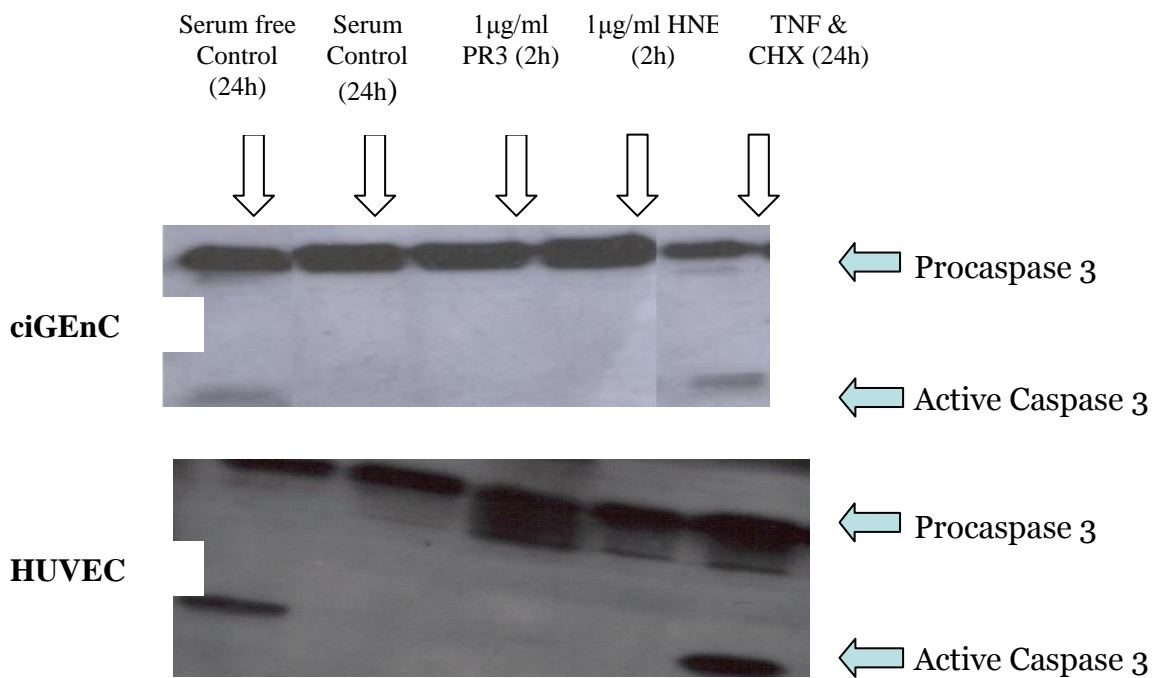 Serum free
Control
(24h)
Serum
Control
(24h)
1μg/ml
PR3 (2h)
1μg/ml HNE
(2h)
TNF &
CHX (24h)
ciGEnC
Procaspase 3
Active Caspase 3
HUVEC
Procaspase 3
Active Caspase 3